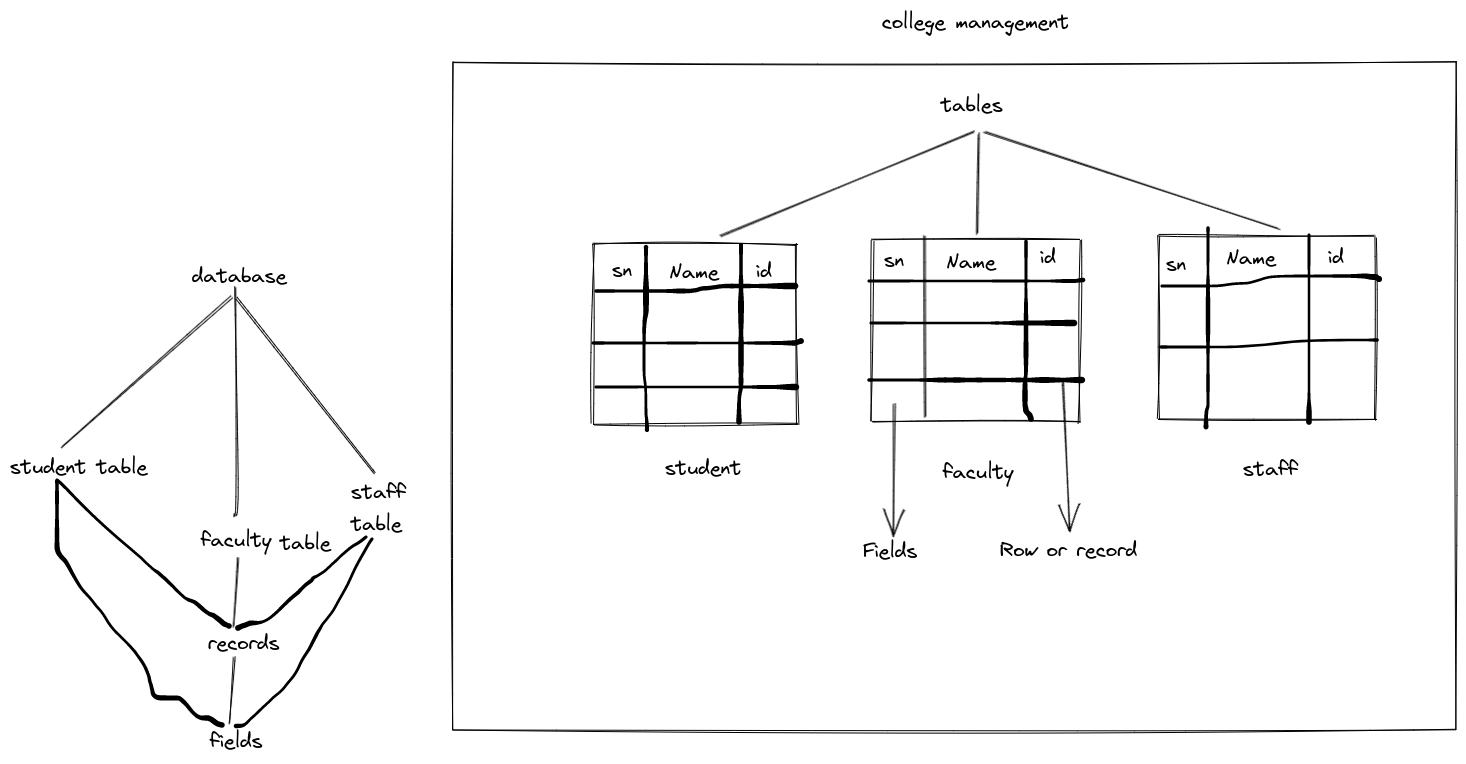 college management
tables
sn Name id
sn Name id
sn Name id
student
faculty
staff
Fields
Row or record
database
student table
staff
table
faculty table
records
fields